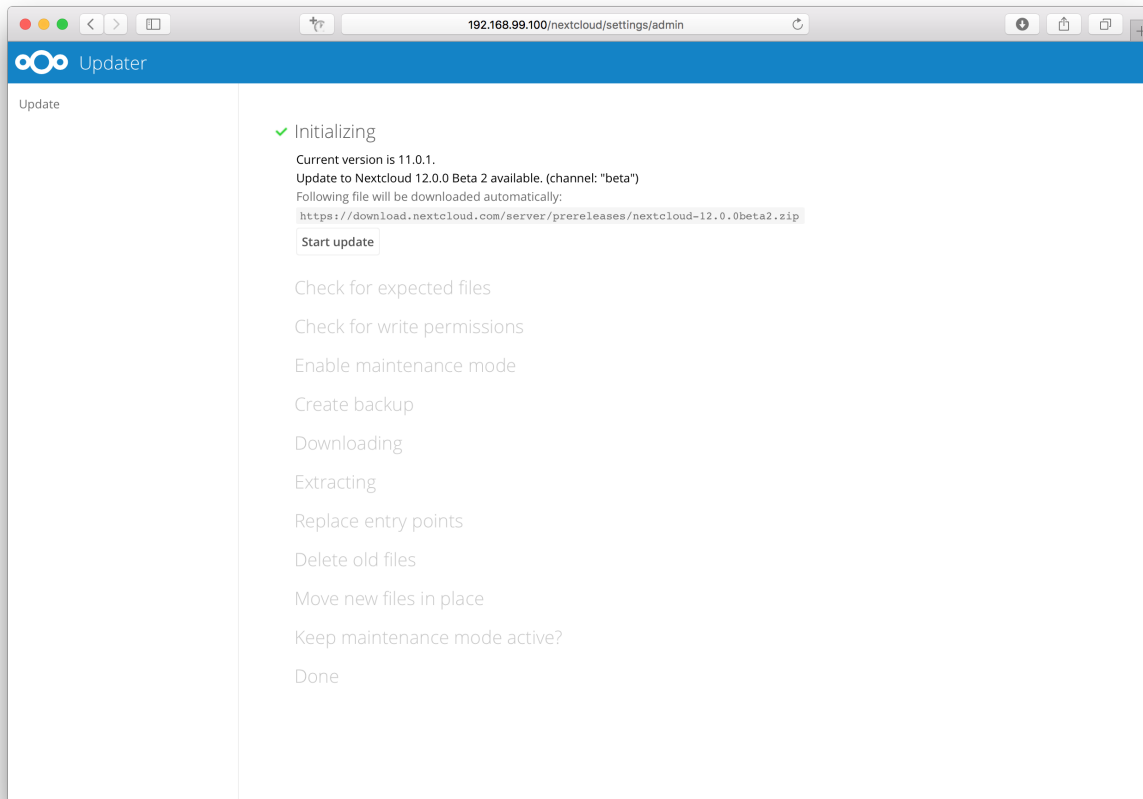 192.168.99.100/nextcloud/settings/admin
Updater
Update
Initializing
Current version is 11.0.1.
Update to Nextcloud 12.0.0 Beta 2 available. (channel: "beta")
Following file will be downloaded automatically:
https://download.nextcloud.com/server/prereleases/nextcloud-12.0.0beta2.zip
Start update
Check for expected files
Check for write permissions
Enable maintenance mode
Create backup
Downloading
Extracting
Replace entry points
Delete old files
Move new files in place
Keep maintenance mode active?
Done